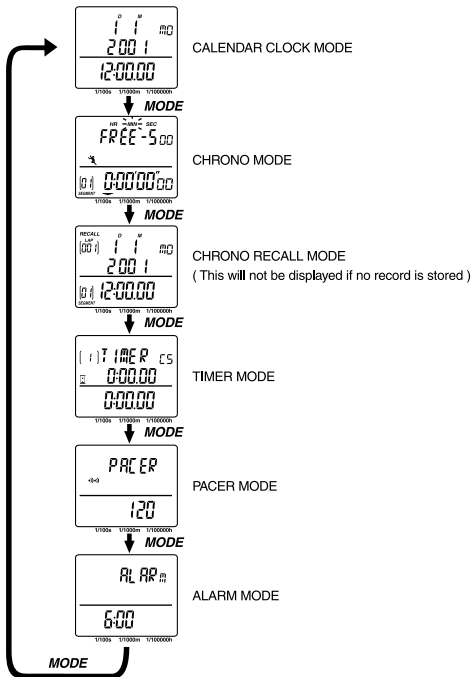 D M
1 1 MO
2001
12:00.00
1/100s 1/1000m 1/100000h
CALENDAR CLOCK MODE
MODE
HR MIN SEC
FREE-500
[01] 0:00'00"00
SEGMENT
1/100s 1/1000m 1/100000h
CHRONO MODE
MODE
RECALL D M
LAP
[001] 1 1 MO
2001
[01] 12:00.00
SEGMENT
1/100s 1/1000m 1/100000h
CHRONO RECALL MODE
( This will not be displayed if no record is stored )
MODE
[ 1 ] TIMER CS
0:00.00
0:00.00
1/100s 1/1000m 1/100000h
TIMER MODE
MODE
PACER
120
1/100s 1/1000m 1/100000h
PACER MODE
MODE
ALARM
6:00
1/100s 1/1000m 1/100000h
ALARM MODE
MODE